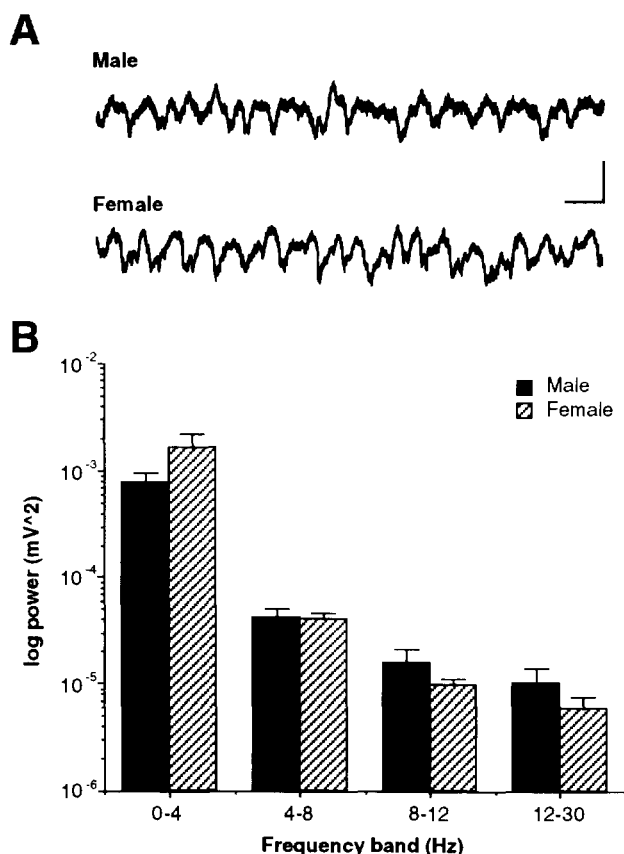 A
Male
Female
B
10^-2
10^-3
10^-4
10^-5
10^-6
log power (mV^2)
Male
Female
0-4 4-8 8-12 12-30
Frequency band (Hz)